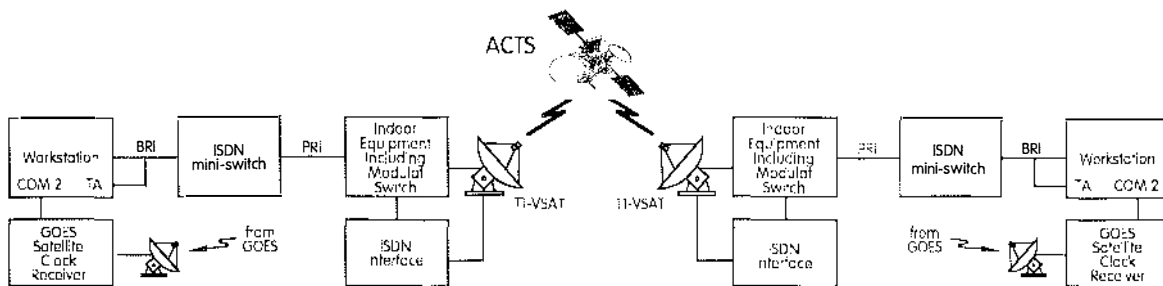 ACTS
Workstation
COM 2 TA
BRI
ISDN
mini-switch
PRI
Indoor
Equipment
Including
Modular
Switch
T1-VSAT
GOES
Satellite
Clock
Receiver
from
GOES
ISDN
Interface
T1-VSAT
Indoor
Equipment
Including
Modular
Switch
PRI
ISDN
mini-switch
BRI
Workstation
TA COM 2
ISDN
Interface
from
GOES
GOES
Satellite
Clock
Receiver